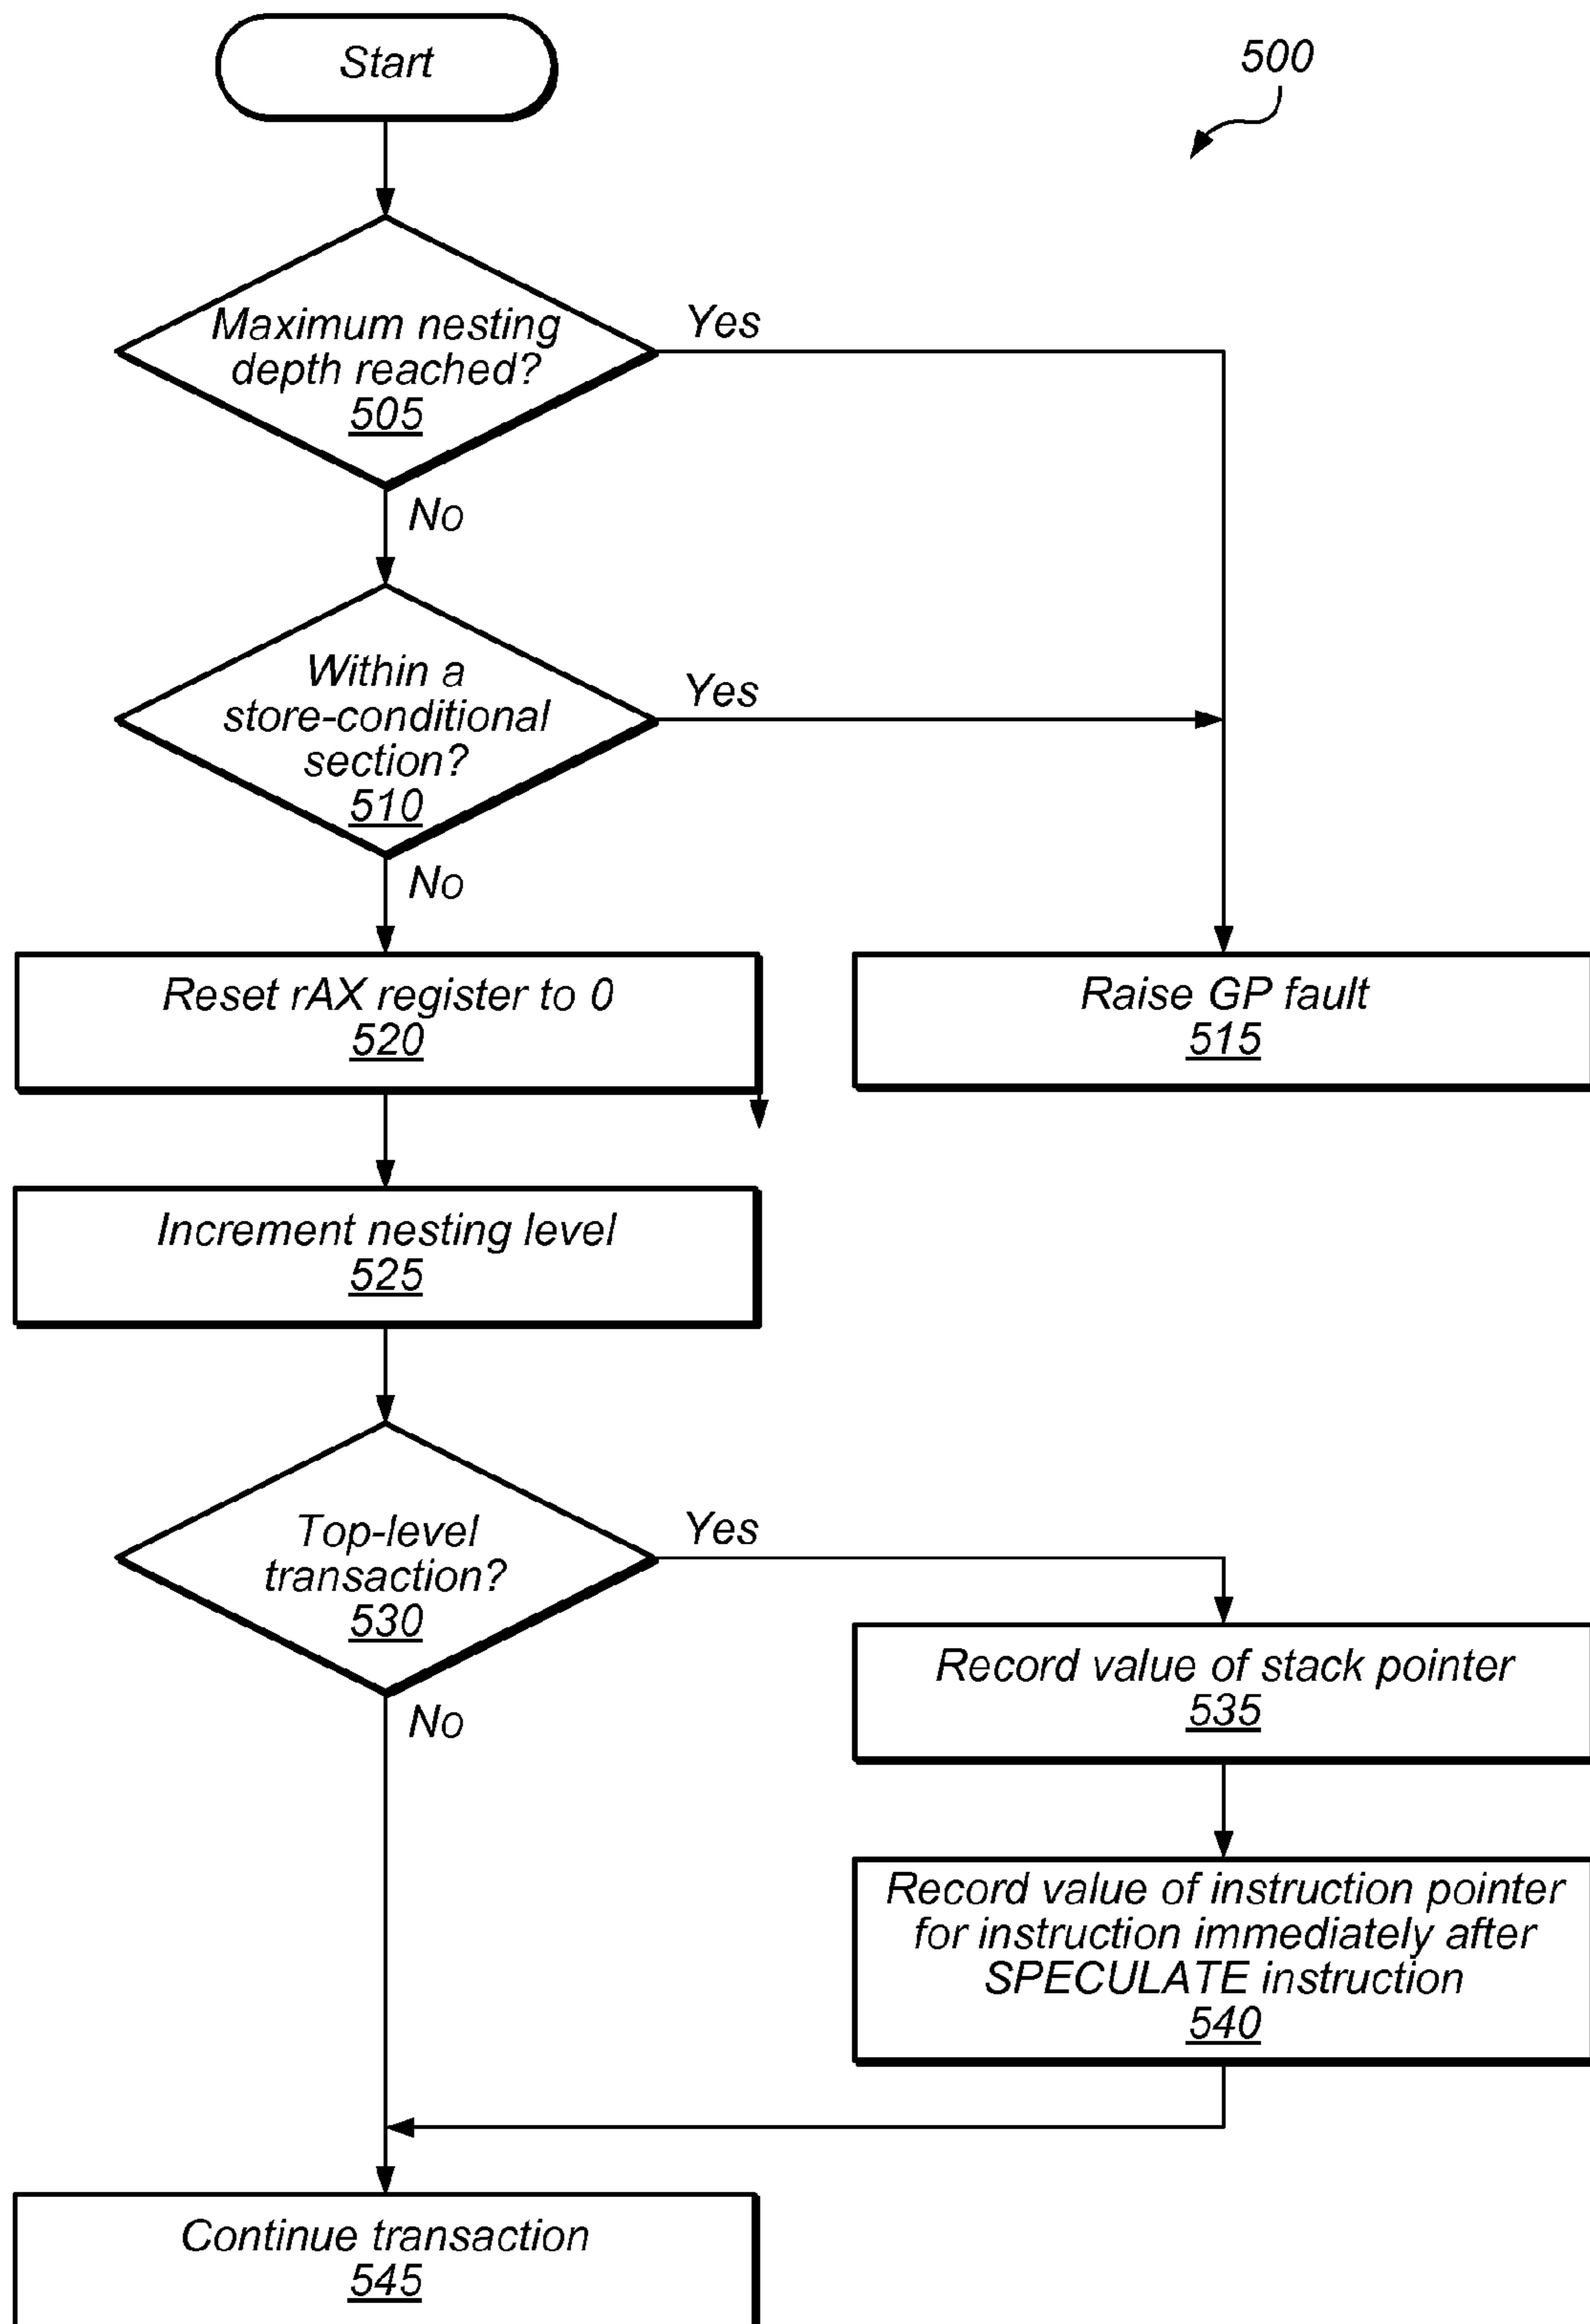 Start
500
Maximum nesting
depth reached?
505
Yes
No
Within a
store-conditional
section?
510
Yes
No
Reset rAX register to 0
520
Raise GP fault
515
Increment nesting level
525
Top-level
transaction?
530
Yes
No
Record value of stack pointer
535
Record value of instruction pointer
for instruction immediately after
SPECULATE instruction
540
Continue transaction
545